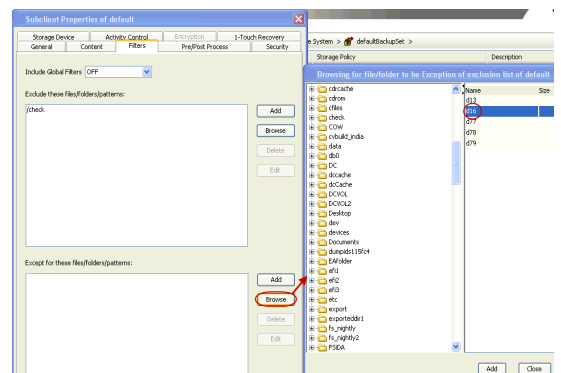 Subclient Properties of default
Storage Device
Activity Control
Encryption
1-Touch Recovery
General
Content
Filters
Pre/Post Process
Security
Include Global Filters OFF
Exclude these files/folders/patterns:
/check
Add
Browse
Delete
Edit
Except for these files/folders/patterns:
Add
Browse
Delete
Edit
e System > defaultBackupSet >
Storage Policy
Description
Browsing for file/folder to be Exception of exclusion list of default
cdrcache
cdrom
cfiles
check
COW
cvbuild_india
data
db0
DC
dccache
dcCache
DCVOL
DCVOL2
Desktop
dev
devices
Documents
dumpids115fc4
EAfolder
efi1
efi2
efi3
etc
export
exporteddir1
fs_nightly
fs_nightly2
FSIDA
Name
Size
d13
d16
d77
d78
d79
Add
Close